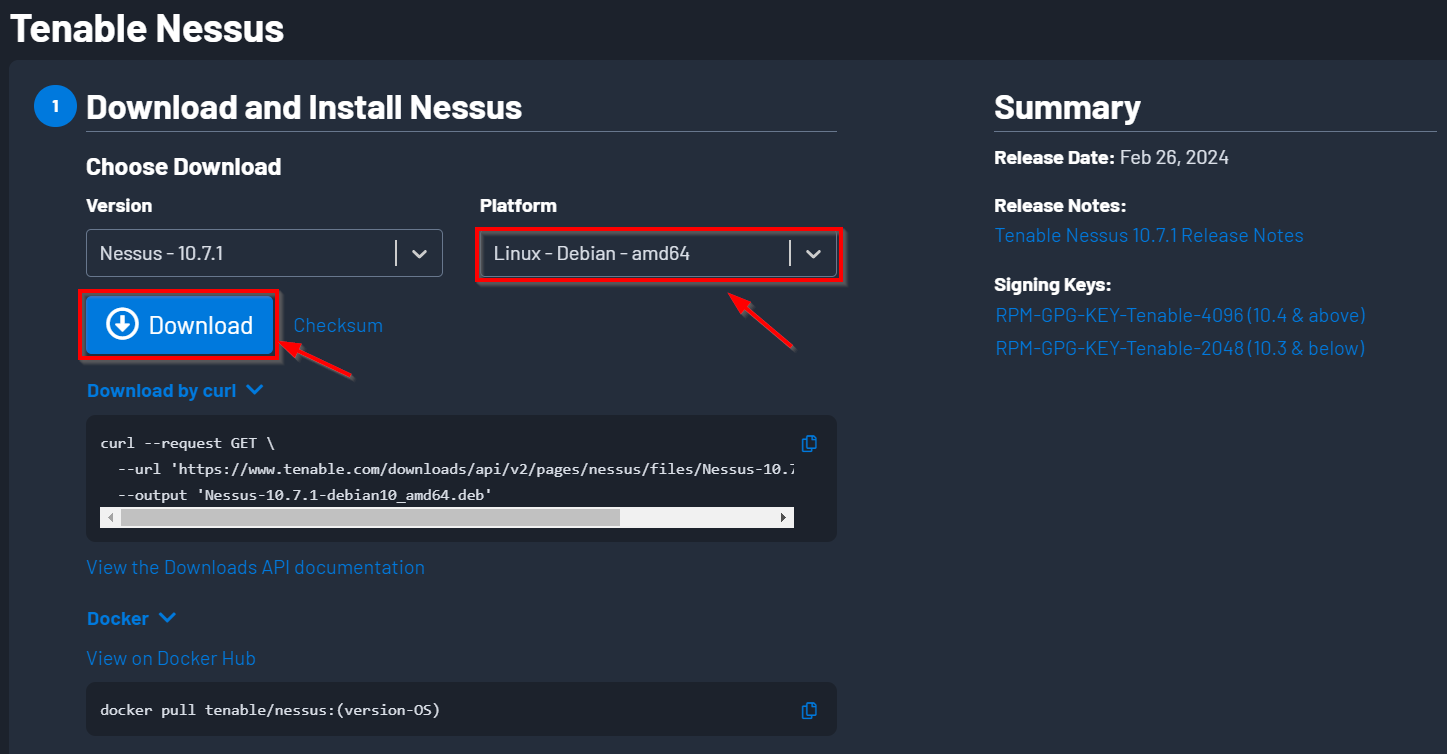 Tenable Nessus
1
Download and Install Nessus
Choose Download
Version
Platform
Nessus - 10.7.1
Linux - Debian - amd64
Download
Checksum
Download by curl
curl --request GET \
--url 'https://www.tenable.com/downloads/api/v2/pages/nessus/files/Nessus-10.7
--output 'Nessus-10.7.1-debian10_amd64.deb'
View the Downloads API documentation
Docker
View on Docker Hub
docker pull tenable/nessus:(version-OS)
Summary
Release Date: Feb 26, 2024
Release Notes:
Tenable Nessus 10.7.1 Release Notes
Signing Keys:
RPM-GPG-KEY-Tenable-4096 (10.4 & above)
RPM-GPG-KEY-Tenable-2048 (10.3 & below)